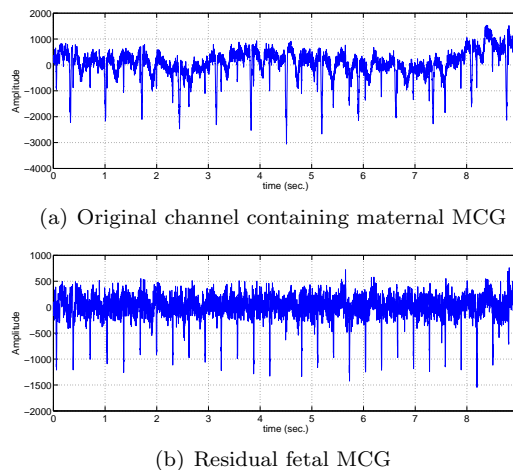 2000
1000
0
−1000
−2000
−3000
−4000
Amplitude
0 1 2 3 4 5 6 7 8
time (sec.)
(a) Original channel containing maternal MCG
1000
500
0
−500
−1000
−1500
−2000
Amplitude
0 1 2 3 4 5 6 7 8
time (sec.)
(b) Residual fetal MCG